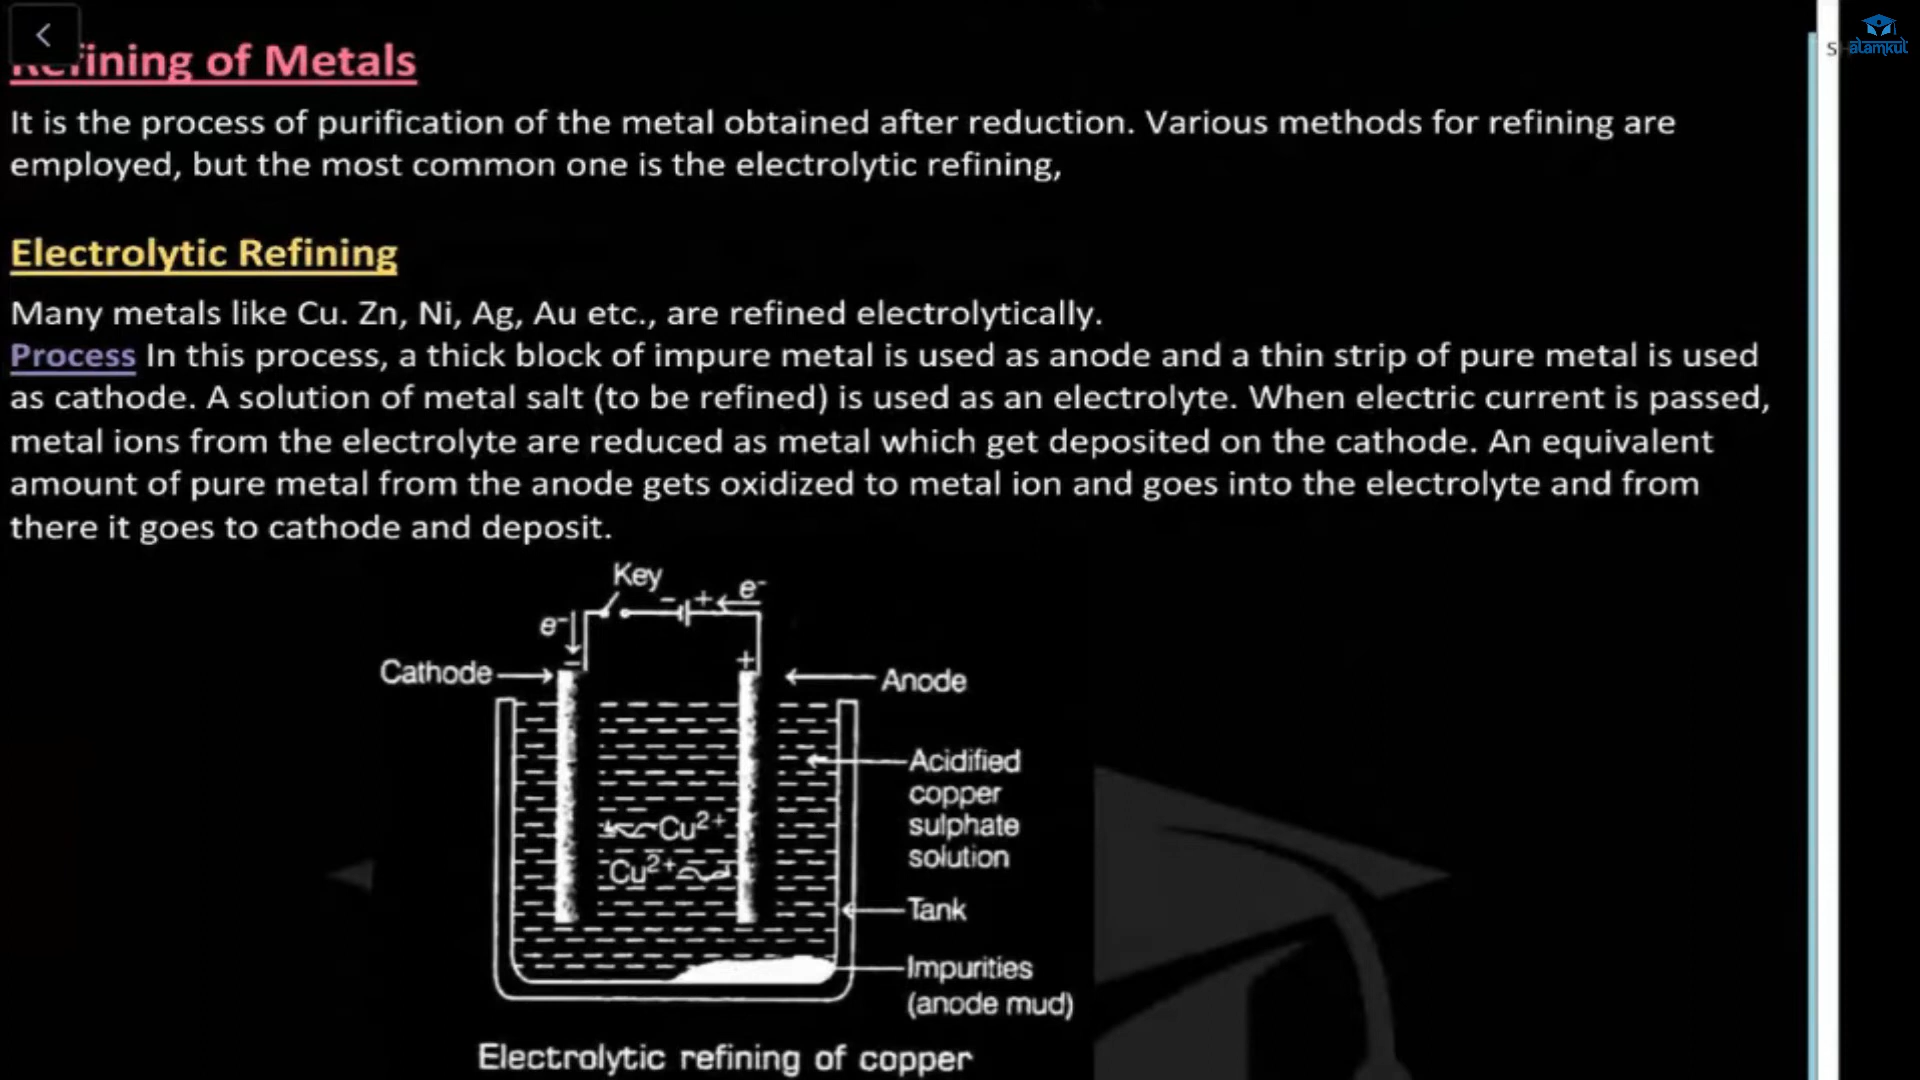 Refining of Metals
It is the process of purification of the metal obtained after reduction. Various methods for refining are
employed, but the most common one is the electrolytic refining,
Electrolytic Refining
Many metals like Cu. Zn, Ni, Ag, Au etc., are refined electrolytically.
Process In this process, a thick block of impure metal is used as anode and a thin strip of pure metal is used
as cathode. A solution of metal salt (to be refined) is used as an electrolyte. When electric current is passed,
metal ions from the electrolyte are reduced as metal which get deposited on the cathode. An equivalent
amount of pure metal from the anode gets oxidized to metal ion and goes into the electrolyte and from
there it goes to cathode and deposit.
Key
- + e⁻
e⁻
- +
Cathode
Anode
Acidified
copper
sulphate
solution
Cu²⁺
Cu²⁺
Tank
Impurities
(anode mud)
Electrolytic refining of copper
alamkul